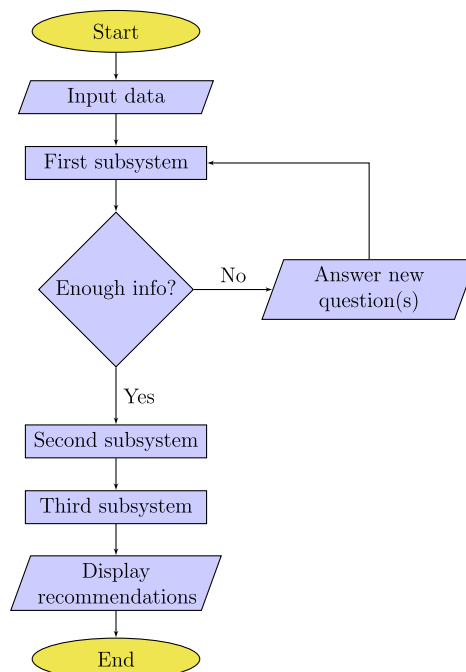 Start
Input data
First subsystem
Enough info?
No
Answer new
question(s)
Yes
Second subsystem
Third subsystem
Display
recommendations
End